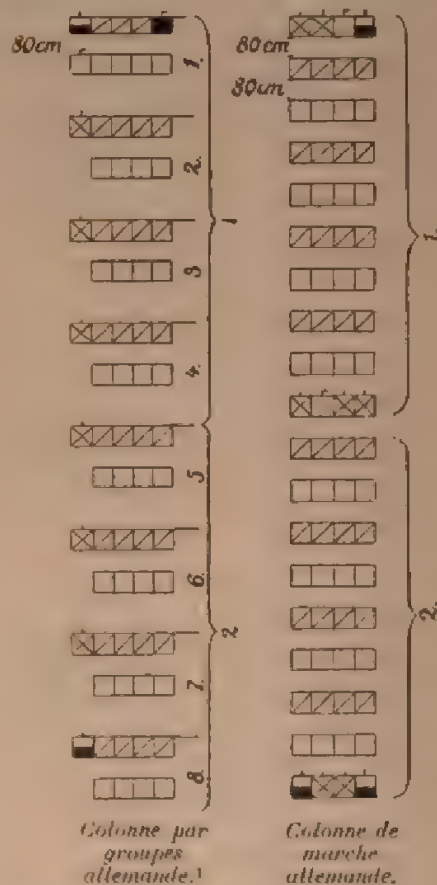 80cm
1.
2.
3
4.
5
6.
7.
8.
1
2
80cm
80cm
1.
2.
Colonne par
groupes
allemande.¹
Colonne de
marche
allemande.